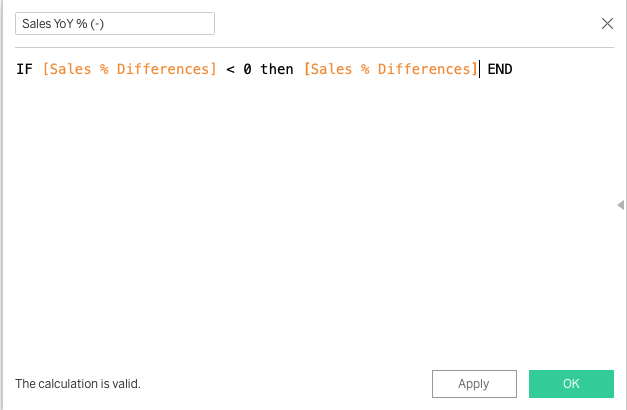 Sales YoY % (-)
IF [Sales % Differences] < 0 then [Sales % Differences] END
The calculation is valid.
Apply
OK